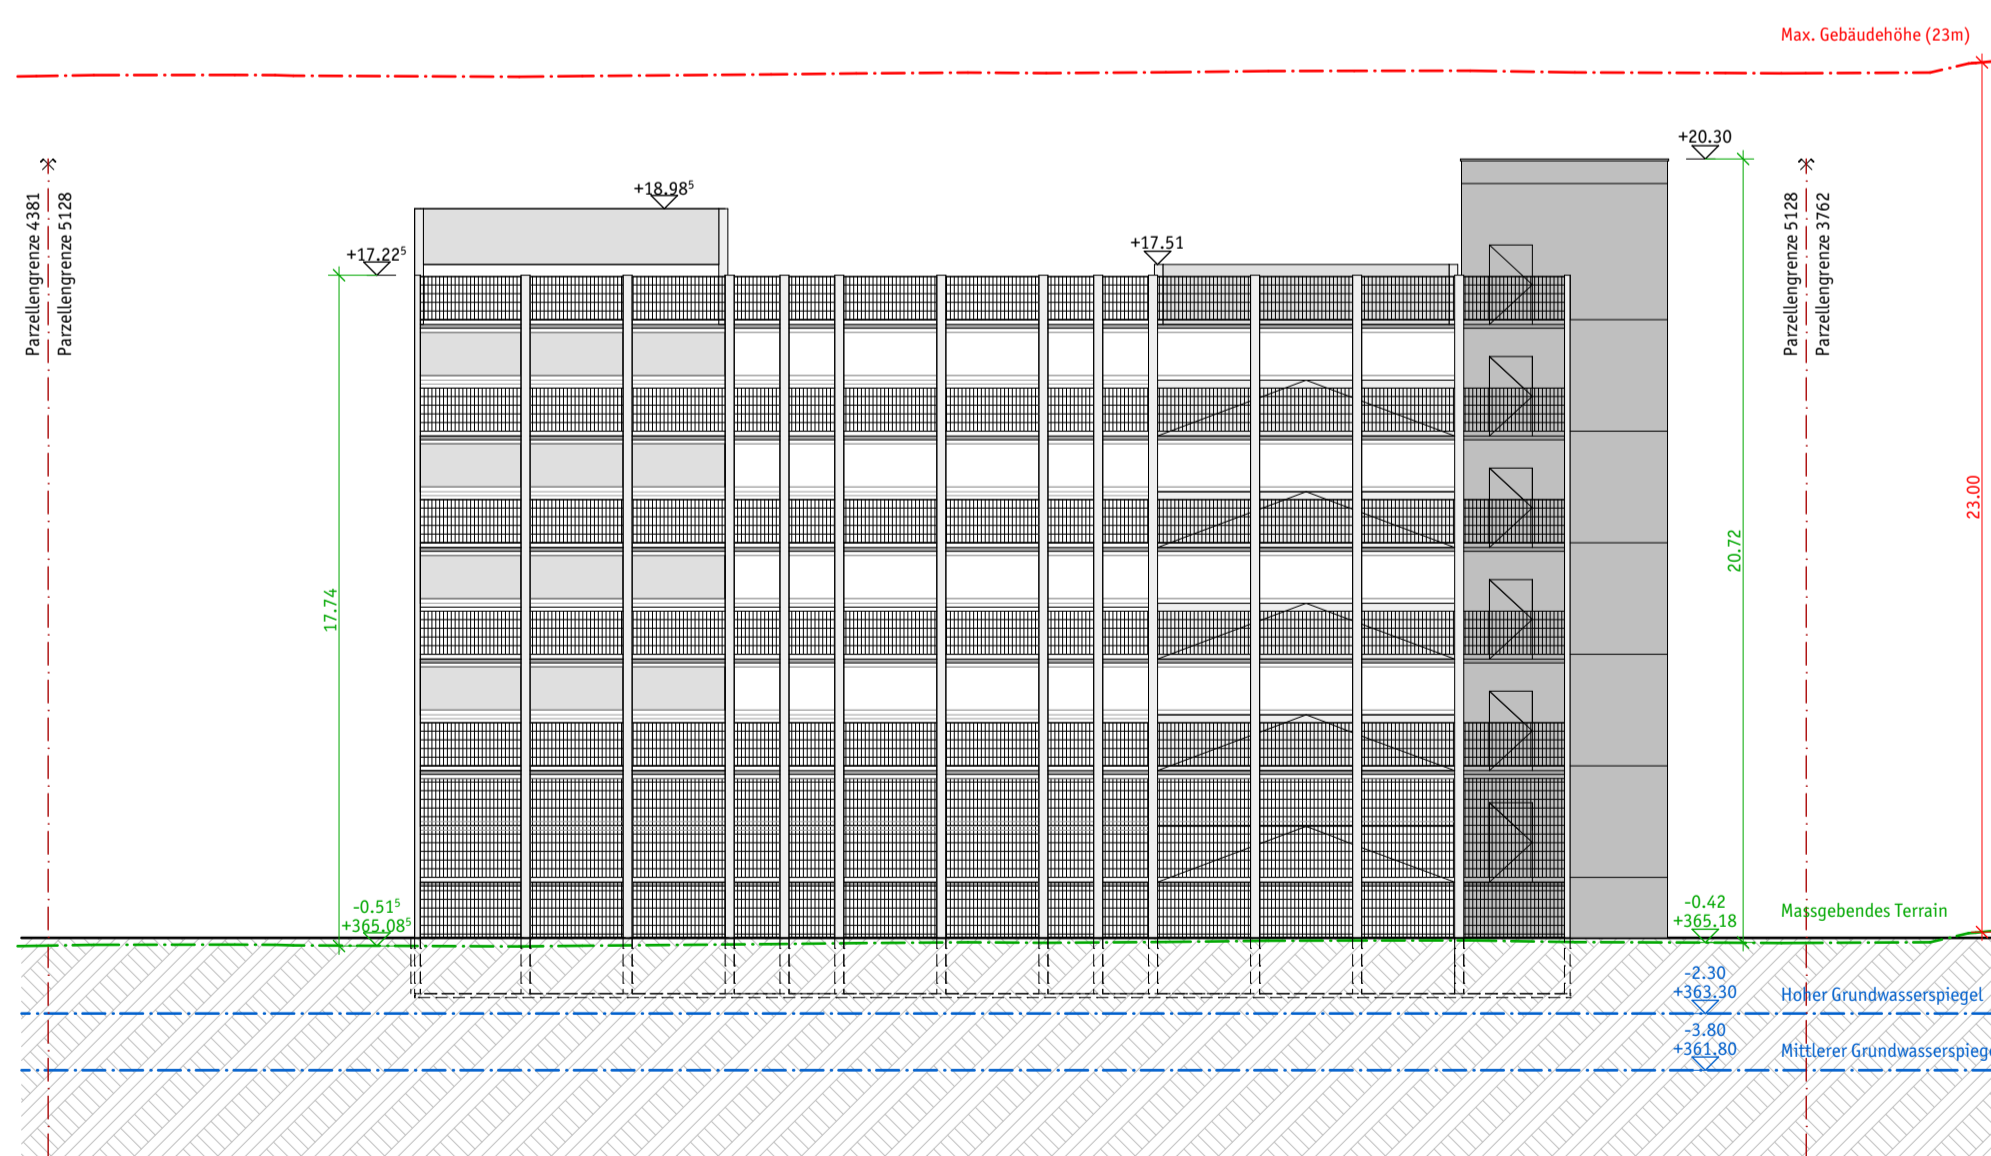 Max. Gebäudehöhe (23m)
+20.30
+18.98⁵
+17.22⁵
+17.51
Parzellengrenze 4381
Parzellengrenze 5128
Parzellengrenze 5128
Parzellengrenze 3762
23.00
20.72
17.74
-0.51⁵
+365.08⁵
-0.42
+365.18
Massgebendes Terrain
-2.30
+363.30
Hoher Grundwasserspiegel
-3.80
+361.80
Mittlerer Grundwasserspiege